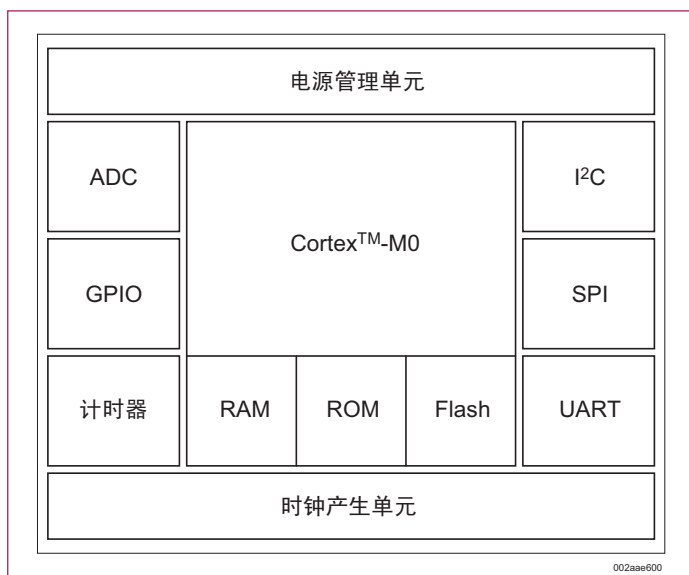 电源管理单元
ADC
Cortex™-M0
I²C
GPIO
SPI
计时器
RAM
ROM
Flash
UART
时钟产生单元
002aae600